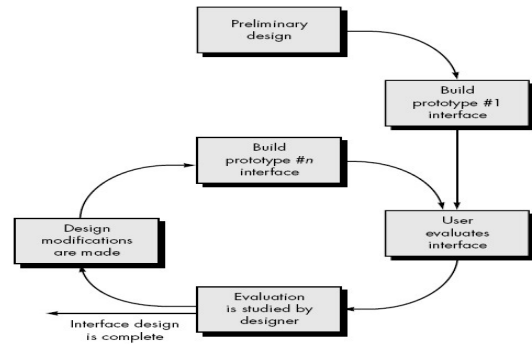 Preliminary
design
Build
prototype #1
interface
Build
prototype #n
interface
User
evaluates
interface
Design
modifications
are made
Evaluation
is studied by
designer
Interface design
is complete